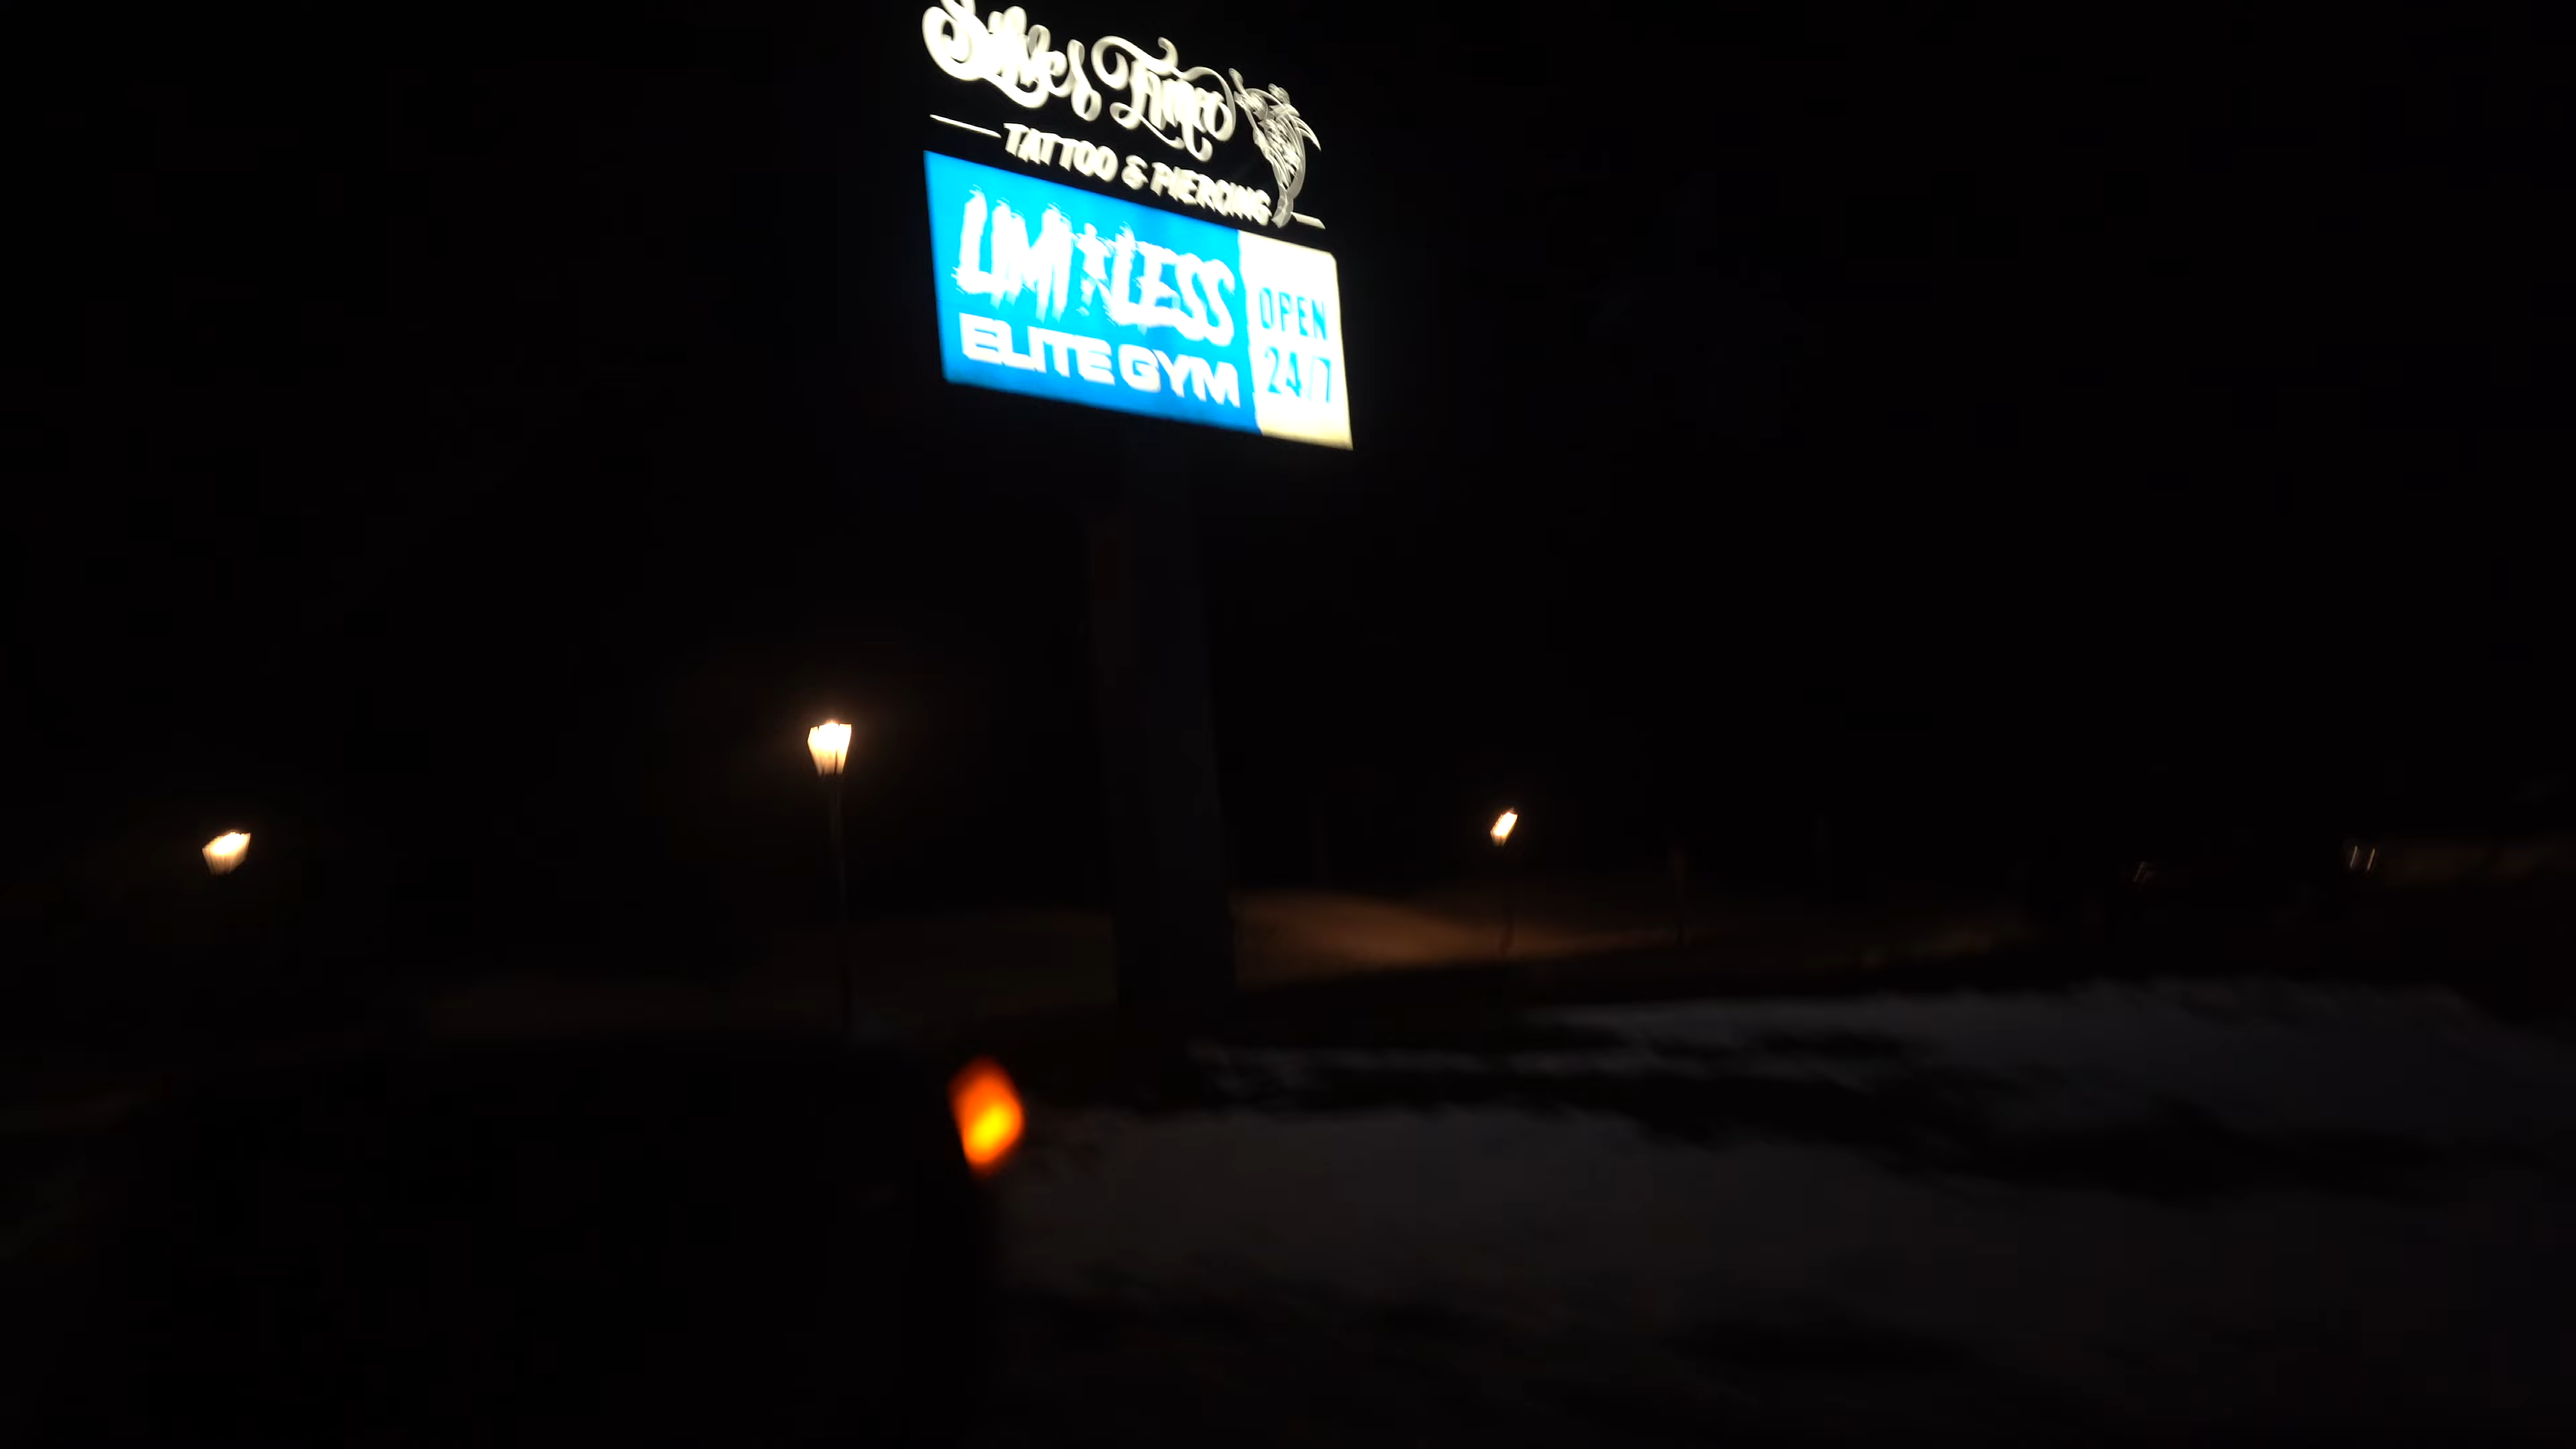 TATTOO & PIERCING
LIMITLESS
ELITE GYM
OPEN
24/7